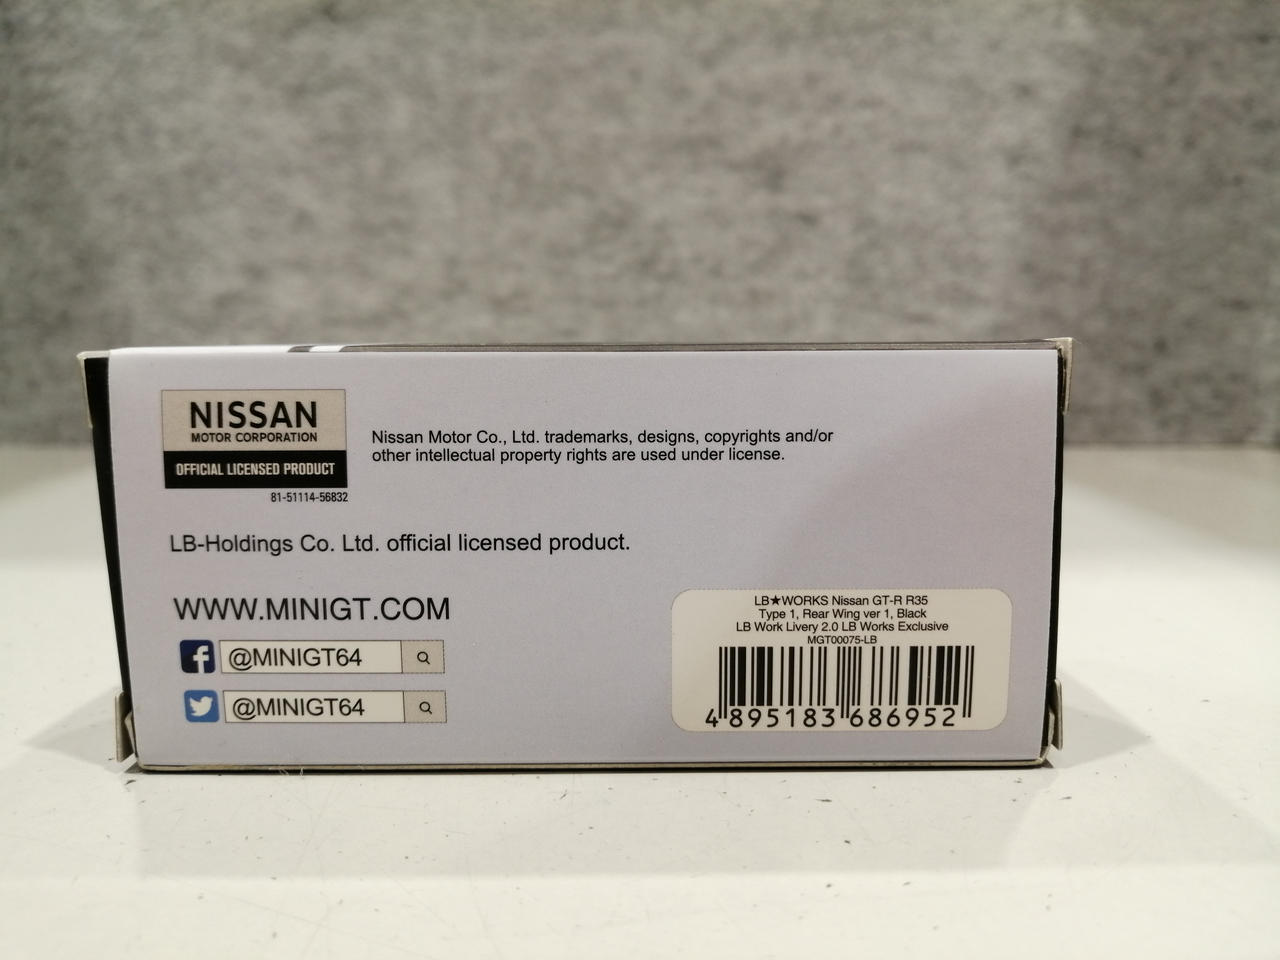 NISSAN
MOTOR CORPORATION
OFFICIAL LICENSED PRODUCT
81-51114-56832
Nissan Motor Co., Ltd. trademarks, designs, copyrights and/or
other intellectual property rights are used under license.
LB-Holdings Co. Ltd. official licensed product.
WWW.MINIGT.COM
@MINIGT64
@MINIGT64
LB★WORKS Nissan GT-R R35
Type 1, Rear Wing ver 1, Black
LB Work Livery 2.0 LB Works Exclusive
MGT00075-LB
4 895183 686952